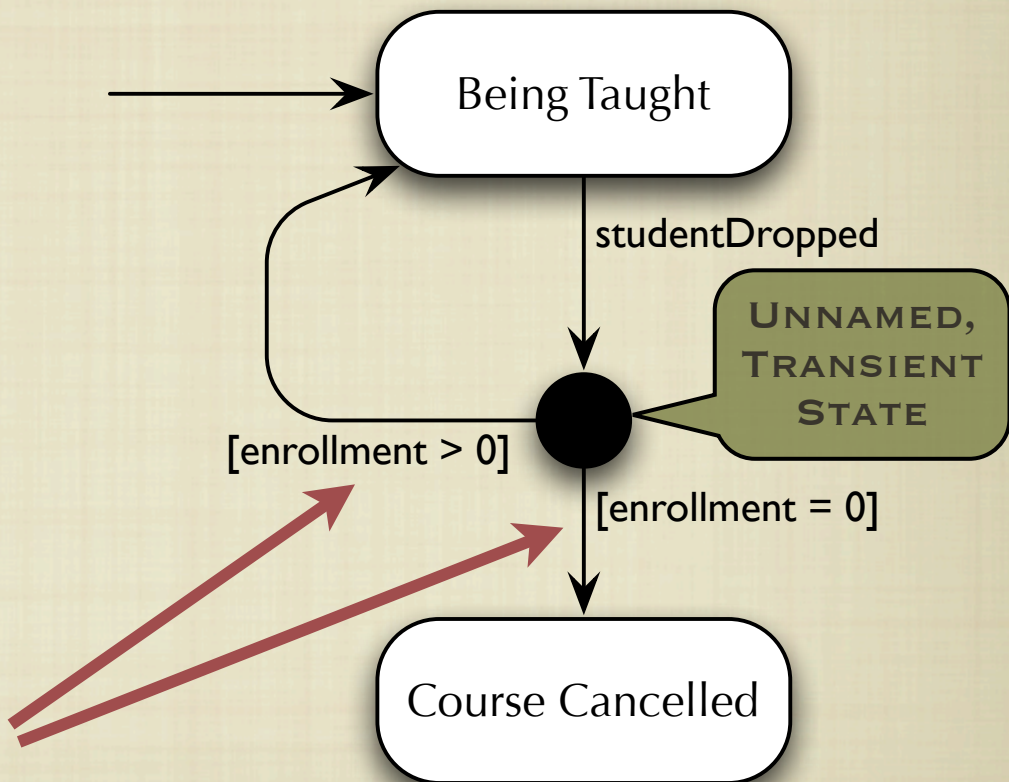 Being Taught
studentDropped
UNNAMED,
TRANSIENT
STATE
[enrollment > 0]
[enrollment = 0]
Course Cancelled